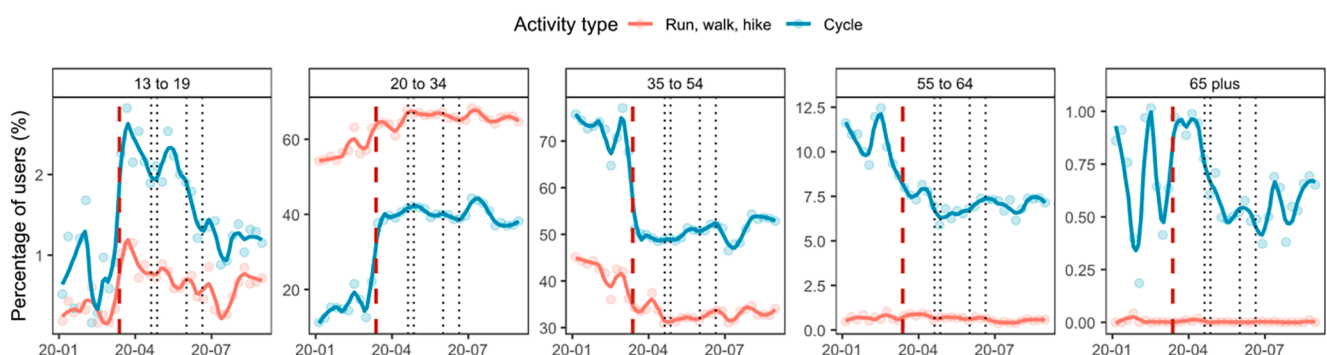 Activity type Run, walk, hike Cycle
13 to 19 20 to 34 35 to 54 55 to 64 65 plus
Percentage of users (%)
2
1
20-01 20-04 20-07
60
40
20
20-01 20-04 20-07
70
60
50
40
30
20-01 20-04 20-07
12.5
10.0
7.5
5.0
2.5
0.0
20-01 20-04 20-07
1.00
0.75
0.50
0.25
0.00
20-01 20-04 20-07